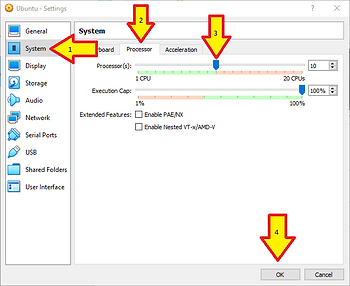 Ubuntu - Settings
General
System
Display
Storage
Audio
Network
Serial Ports
USB
Shared Folders
User Interface
System
Processor
Acceleration
Processor(s):
10
1 CPU
20 CPUs
Execution Cap:
100%
1%
100%
Extended Features:
Enable PAE/NX
Enable Nested VT-x/AMD-V
OK
Cancel
1
2
3
4